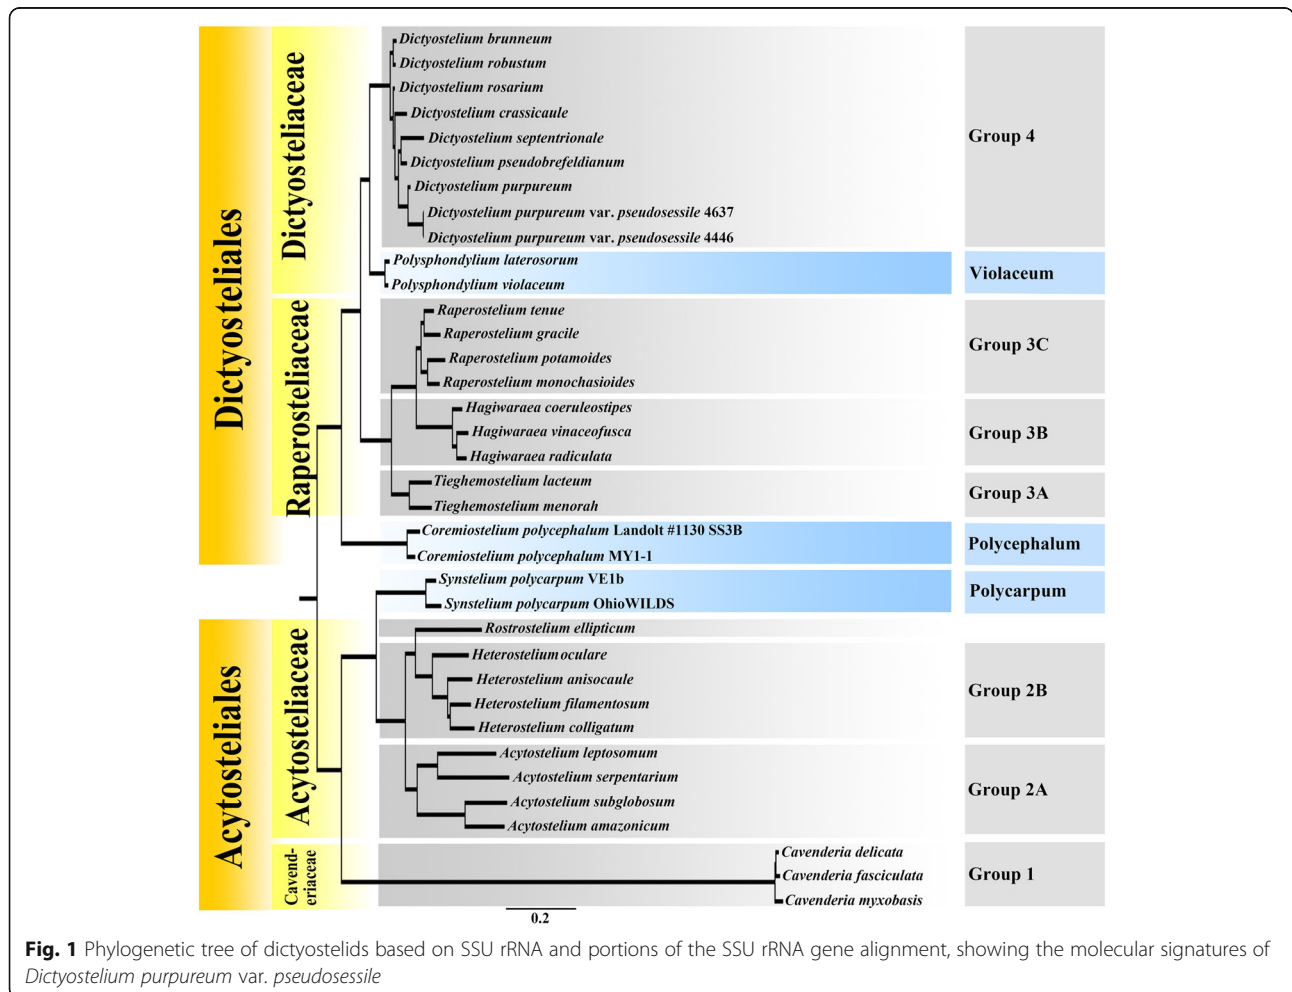 Dictyosteliales
Acytosteliales
Dictyosteliaceae
Raperosteliaceae
Acytosteliaceae
Cavend-
eriaceae
Dictyostelium brunneum
Dictyostelium robustum
Dictyostelium rosarium
Dictyostelium crassicaule
Dictyostelium septentrionale
Dictyostelium pseudobrefeldianum
Dictyostelium purpureum
Dictyostelium purpureum var. pseudosessile 4637
Dictyostelium purpureum var. pseudosessile 4446
Group 4
Polysphondylium laterosorum
Polysphondylium violaceum
Violaceum
Raperostelium tenue
Raperostelium gracile
Raperostelium potamoides
Raperostelium monochasioides
Group 3C
Hagiwaraea coeruleostipes
Hagiwaraea vinaceofusca
Hagiwaraea radiculata
Group 3B
Tieghemostelium lacteum
Tieghemostelium menorah
Group 3A
Coremiostelium polycephalum Landolt #1130 SS3B
Coremiostelium polycephalum MY1-1
Polycephalum
Synstelium polycarpum VE1b
Synstelium polycarpum OhioWILDS
Polycarpum
Rostrostelium ellipticum
Heterosteliumoculare
Heterostelium anisocaule
Heterostelium filamentosum
Heterostelium colligatum
Group 2B
Acytostelium leptosomum
Acytostelium serpentarium
Acytostelium subglobosum
Acytostelium amazonicum
Group 2A
Cavenderia delicata
Cavenderia fasciculata
Cavenderia myxobasis
Group 1
0.2
Fig. 1 Phylogenetic tree of dictyostelids based on SSU rRNA and portions of the SSU rRNA gene alignment, showing the molecular signatures of
Dictyostelium purpureum var. pseudosessile